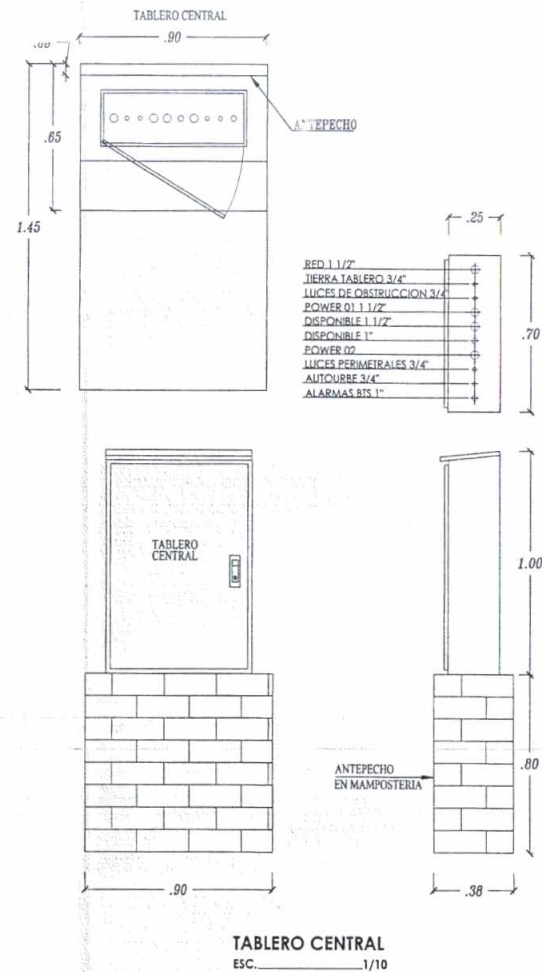 TABLERO CENTRAL
.90
ANTEPECHO
.65
1.45
.25
RED 1 1/2"
TIERRA TABLERO 3/4"
LUCES DE OBSTRUCCION 3/4"
POWER 01 1 1/2"
DISPONIBLE 1 1/2"
DISPONIBLE 1"
POWER 02
LUCES PERIMETRALES 3/4"
AUTOURBE 3/4"
ALARMAS BTS 1"
.70
TABLERO
CENTRAL
1.00
ANTEPECHO
EN MAMPOSTERIA
.80
.90
.38
TABLERO CENTRAL
ESC. 1/10